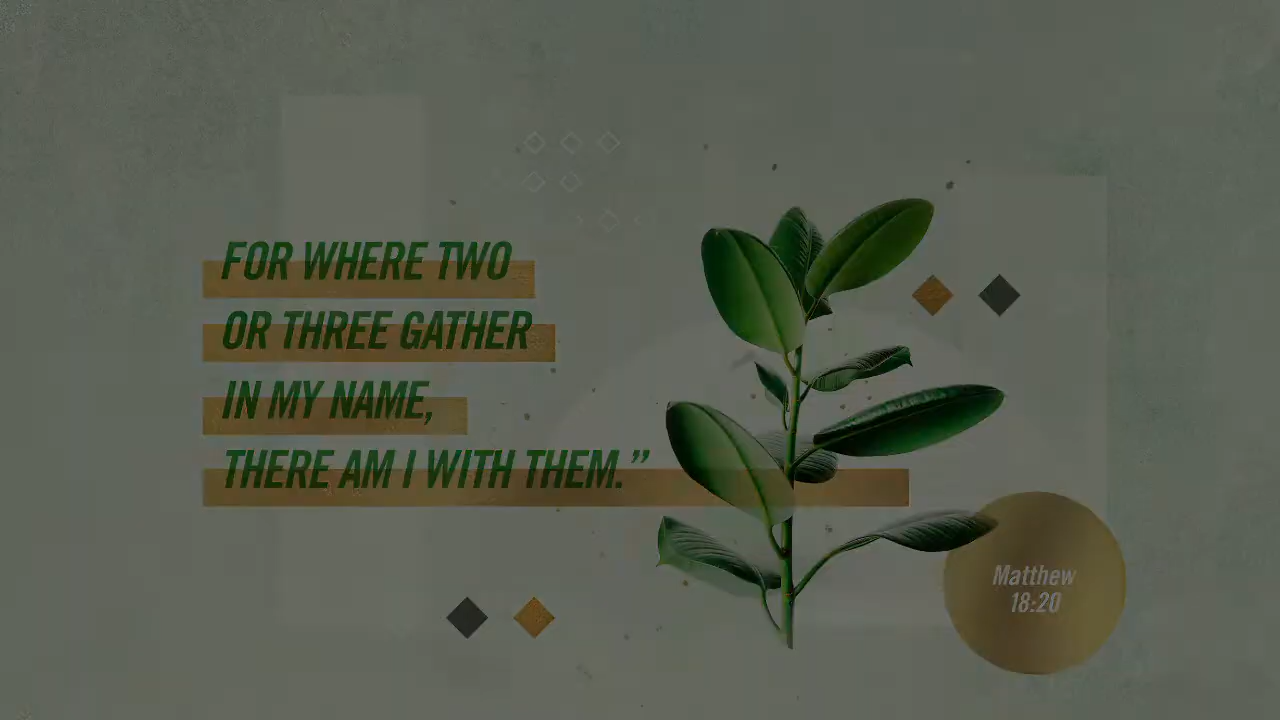 FOR WHERE TWO
OR THREE GATHER
IN MY NAME,
THERE AM I WITH THEM.”
Matthew
18:20